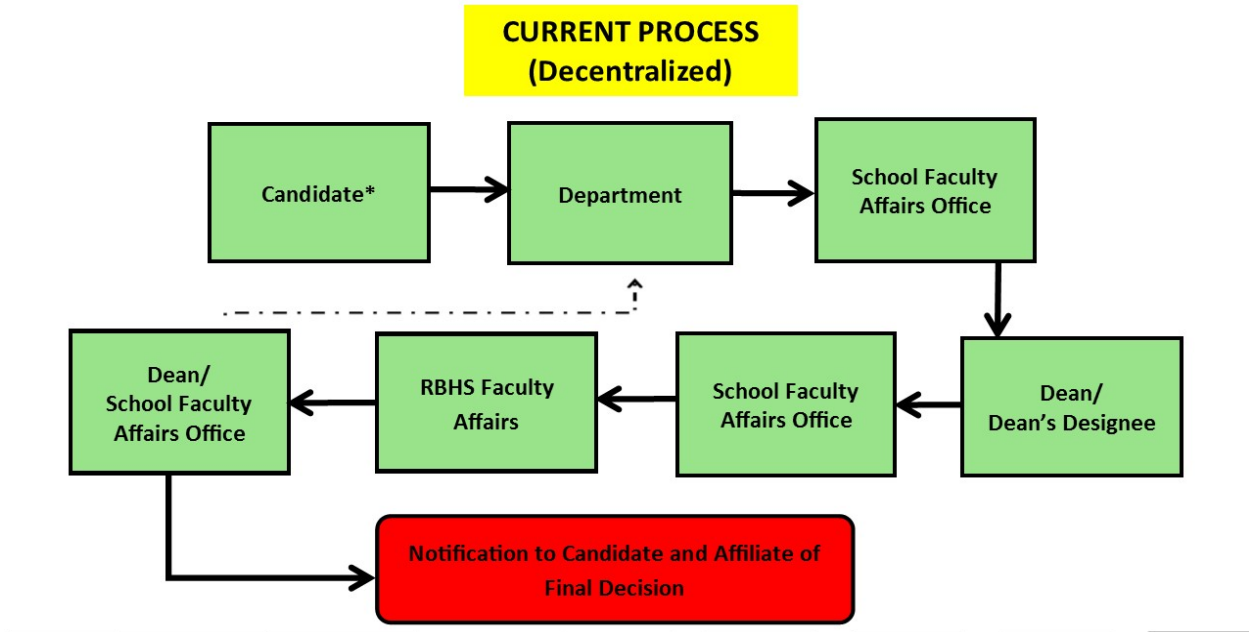 CURRENT PROCESS
(Decentralized)
Candidate*
Department
School Faculty
Affairs Office
Dean/
School Faculty
Affairs Office
RBHS Faculty
Affairs
School Faculty
Affairs Office
Dean/
Dean’s Designee
Notification to Candidate and Affiliate of
Final Decision